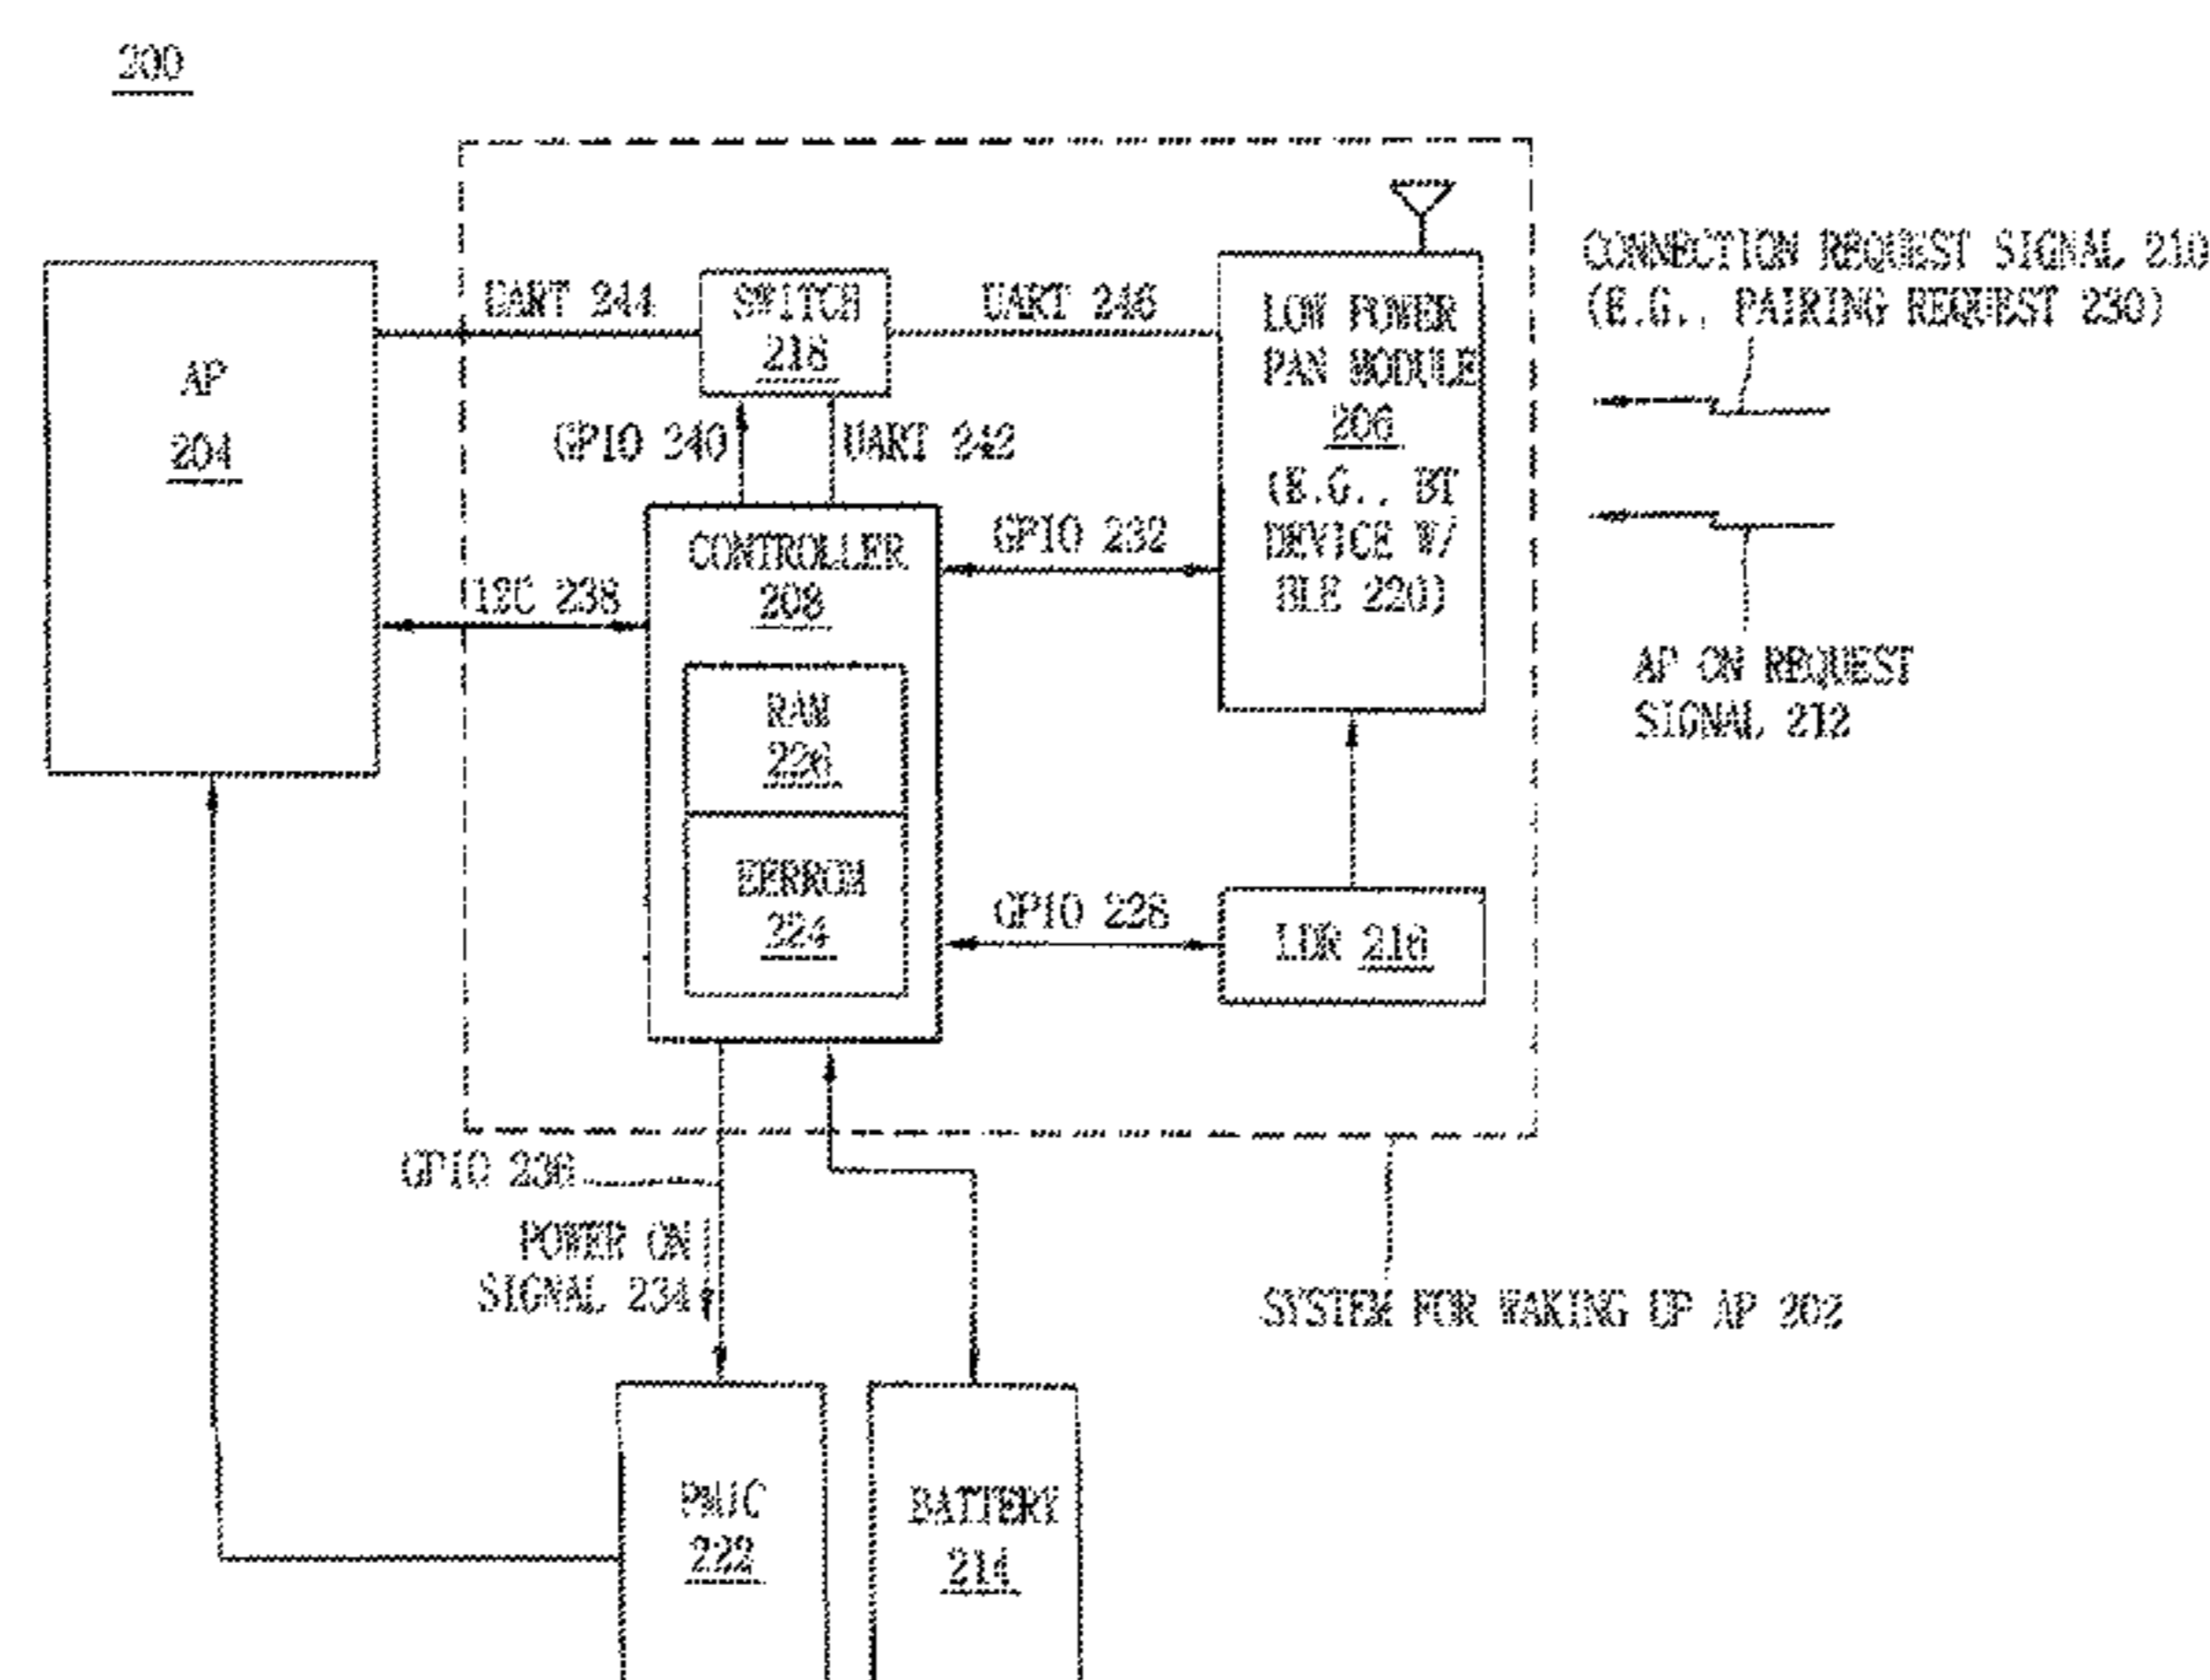 200
CONNECTION REQUEST SIGNAL 210
(E.G., PAIRING REQUEST 230)
UART 244
SWITCH
218
UART 246
LOW POWER
PAN MODULE
206
(E.G., BT
DEVICE W/
BLE 220)
AP
204
GPIO 240
UART 242
CONTROLLER
208
GPIO 232
I2C 238
AP ON REQUEST
SIGNAL 212
RAM
226
EERROM
224
GPIO 228
LDR 216
GPIO 236
POWER ON
SIGNAL 234
SYSTEM FOR WAKING UP AP 202
PMIC
222
BATTERY
214